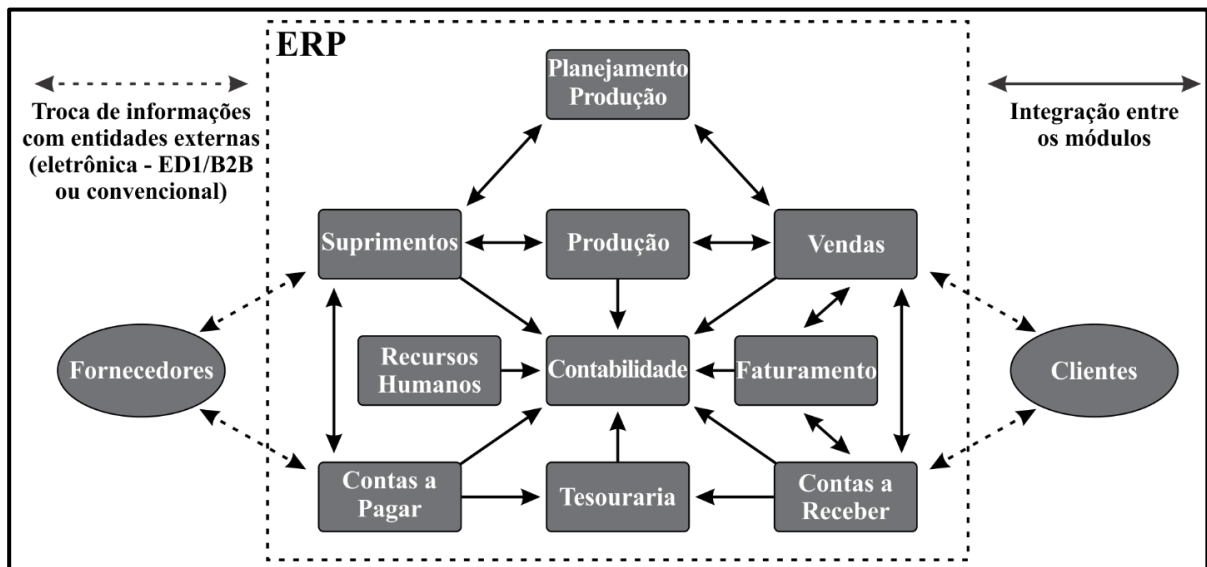 ERP
Planejamento
Produção
Troca de informações
com entidades externas
(eletrônica - ED1/B2B
ou convencional)
Integração entre
os módulos
Suprimentos
Produção
Vendas
Fornecedores
Recursos
Humanos
Contabilidade
Faturamento
Clientes
Contas a
Pagar
Tesouraria
Contas a
Receber